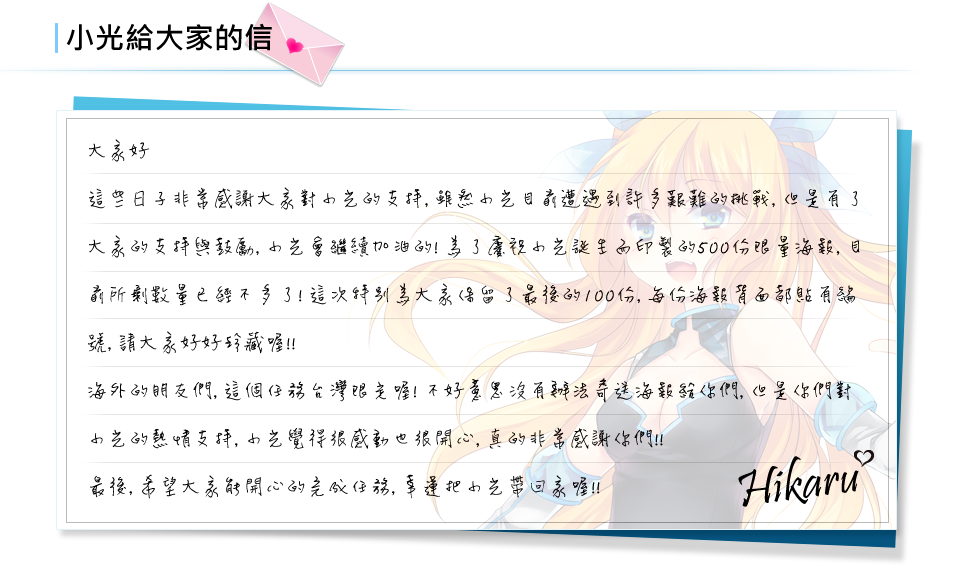 小光給大家的信
大家好
這些日子非常感謝大家對小光的支持,雖然小光目前遭遇到許多艱難的挑戰,但是有了
大家的支持與鼓勵,小光會繼續加油的!為了慶祝小光誕生而印製的500份限量海報,目
前所剩數量已經不多了!這次特別為大家保留了最後的100份,每份海報背面都貼有編
號,請大家好好珍藏喔!!
海外的朋友們,這個任務台灣限定喔!不好意思沒有辦法寄送海報給你們,但是你們對
小光的熱情支持,小光覺得很感動也很開心,真的非常感謝你們!!
最後,希望大家能開心的完成任務,幸運把小光帶回家喔!!
Hikaru